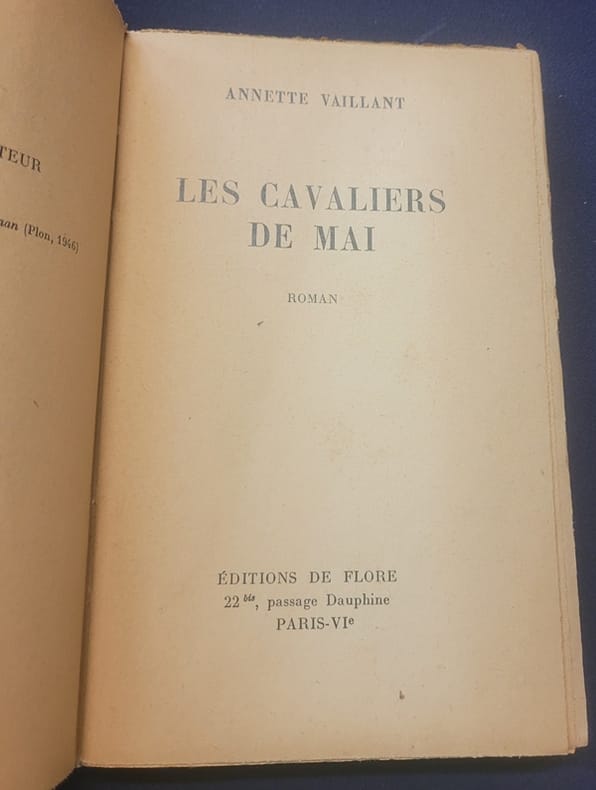 TEUR
(Plon, 1946)
ANNETTE VAILLANT
LES CAVALIERS
DE MAI
ROMAN
ÉDITIONS DE FLORE
22 bis, passage Dauphine
PARIS-VIe